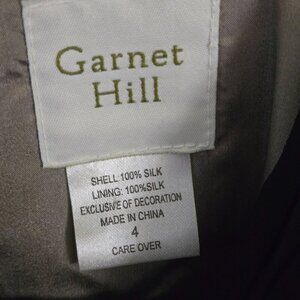 Garnet
Hill
SHELL:100% SILK
LINING: 100%SILK
EXCLUSIVE OF DECORATION
MADE IN CHINA
4
CARE OVER